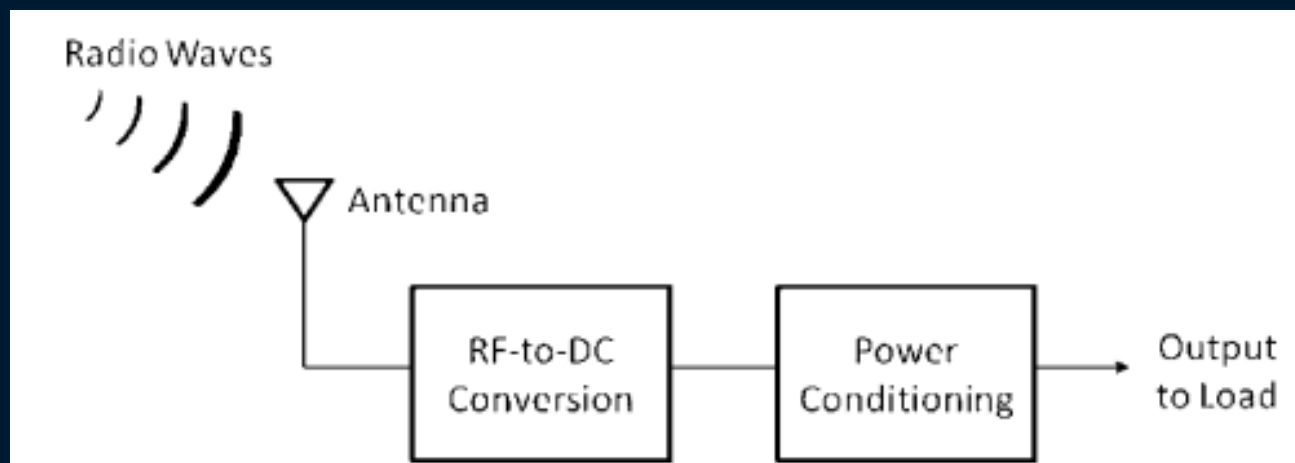 Radio Waves
Antenna
RF-to-DC
Conversion
Power
Conditioning
Output
to Load